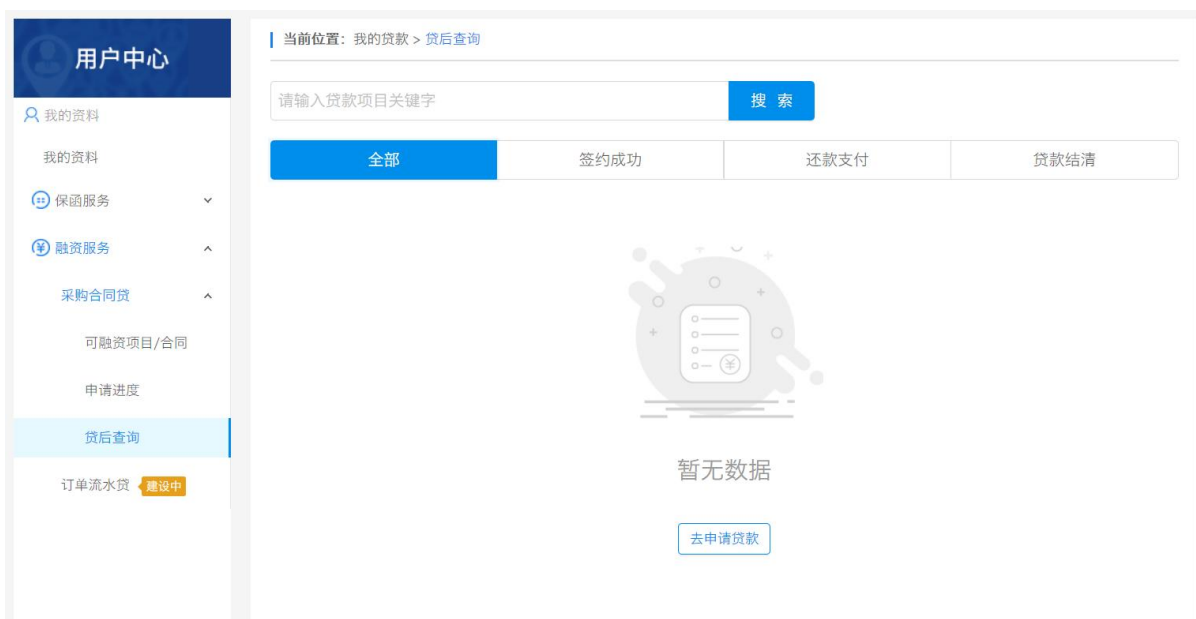 用户中心
我的资料
我的资料
保函服务
融资服务
采购合同贷
可融资项目/合同
申请进度
贷后查询
订单流水贷 建设中
当前位置：我的贷款 > 贷后查询
请输入贷款项目关键字 搜 索
全部 签约成功 还款支付 贷款结清
暂无数据
去申请贷款